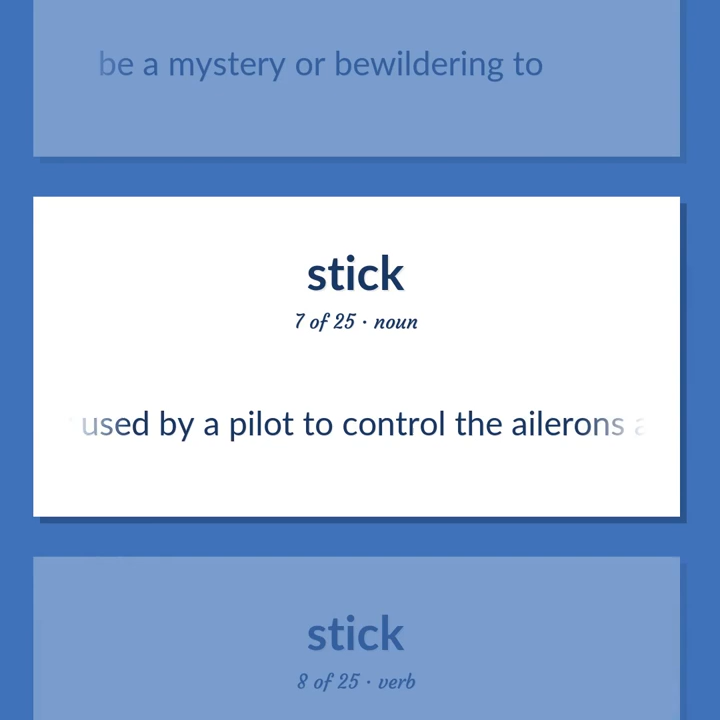 be a mystery or bewildering to
stick
7 of 25 · noun
used by a pilot to control the ailerons
stick
8 of 25 · verb